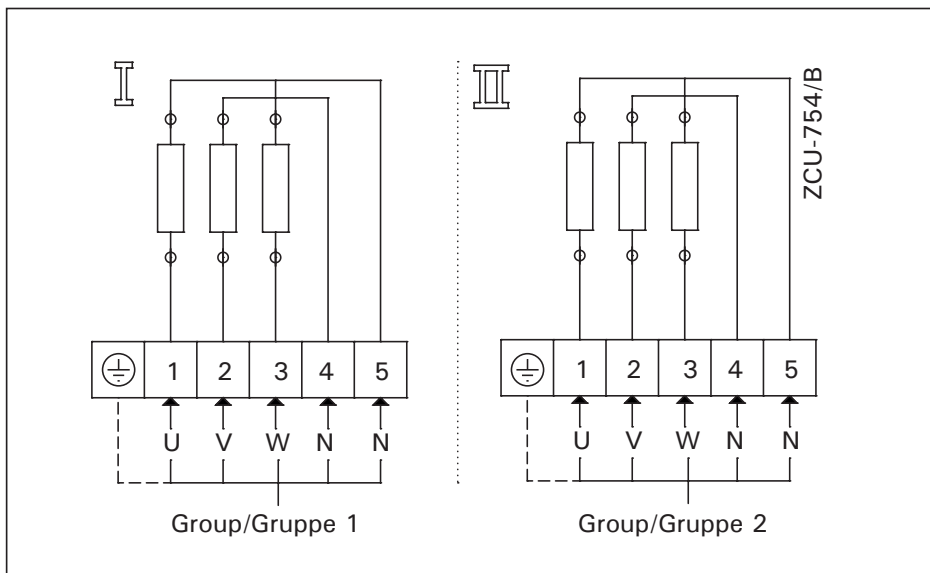 I
1 2 3 4 5
U V W N N
Group/Gruppe 1
II
1 2 3 4 5
U V W N N
Group/Gruppe 2
ZCU-754/B